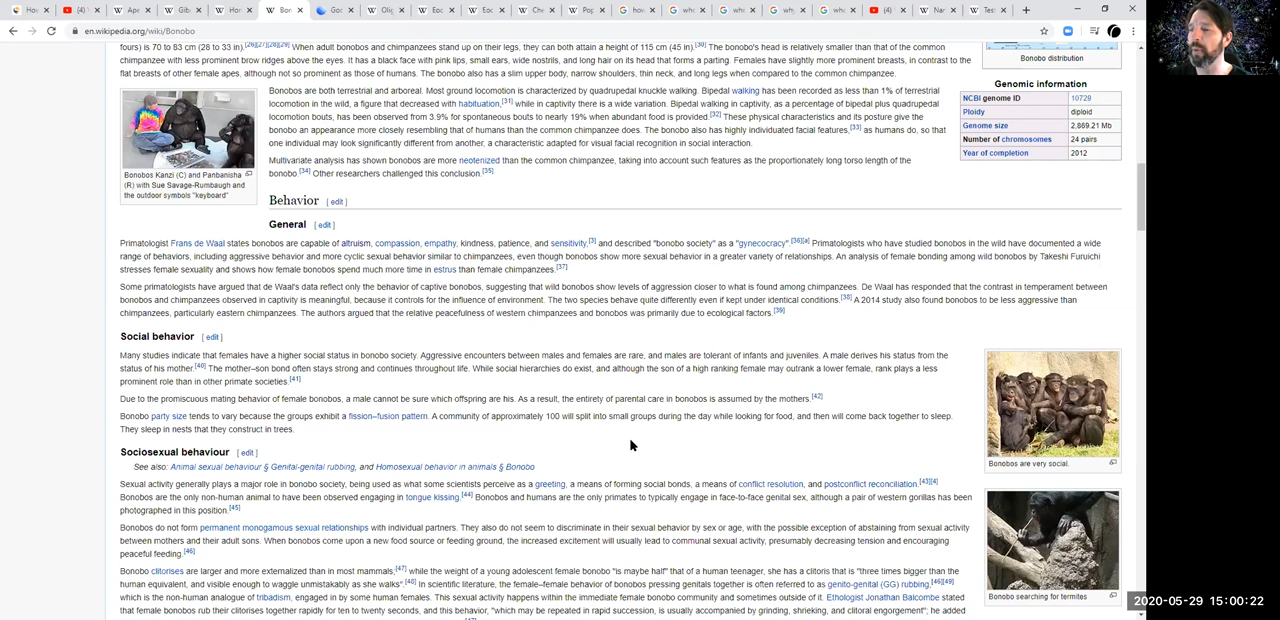 How
(4)
Ape
Gib
Hor
Bon
Goo
Olig
Eoc
Eoc
Che
Pop
how
who
who
why
who
(4)
Nar
Test
en.wikipedia.org/wiki/Bonobo
fours) is 70 to 83 cm (28 to 33 in).[26][27][28][29] When adult bonobos and chimpanzees stand up on their legs, they can both attain a height of 115 cm (45 in).[30] The bonobo's head is relatively smaller than that of the common
chimpanzee with less prominent brow ridges above the eyes. It has a black face with pink lips, small ears, wide nostrils, and long hair on its head that forms a parting. Females have slightly more prominent breasts, in contrast to the
flat breasts of other female apes, although not so prominent as those of humans. The bonobo also has a slim upper body, narrow shoulders, thin neck, and long legs when compared to the common chimpanzee.
Bonobo distribution
Genomic information
NCBI genome ID 10729
Ploidy diploid
Genome size 2,869.21 Mb
Number of chromosomes 24 pairs
Year of completion 2012
Bonobos are both terrestrial and arboreal. Most ground locomotion is characterized by quadrupedal knuckle walking. Bipedal walking has been recorded as less than 1% of terrestrial
locomotion in the wild, a figure that decreased with habituation,[31] while in captivity there is a wide variation. Bipedal walking in captivity, as a percentage of bipedal plus quadrupedal
locomotion bouts, has been observed from 3.9% for spontaneous bouts to nearly 19% when abundant food is provided.[32] These physical characteristics and its posture give the
bonobo an appearance more closely resembling that of humans than the common chimpanzee does. The bonobo also has highly individuated facial features,[33] as humans do, so that
one individual may look significantly different from another, a characteristic adapted for visual facial recognition in social interaction.
Multivariate analysis has shown bonobos are more neotenized than the common chimpanzee, taking into account such features as the proportionately long torso length of the
bonobo.[34] Other researchers challenged this conclusion.[35]
Bonobos Kanzi (C) and Panbanisha
(R) with Sue Savage-Rumbaugh and
the outdoor symbols "keyboard"
Behavior [ edit ]
General [ edit ]
Primatologist Frans de Waal states bonobos are capable of altruism, compassion, empathy, kindness, patience, and sensitivity,[3] and described "bonobo society" as a "gynecocracy".[36][a] Primatologists who have studied bonobos in the wild have documented a wide
range of behaviors, including aggressive behavior and more cyclic sexual behavior similar to chimpanzees, even though bonobos show more sexual behavior in a greater variety of relationships. An analysis of female bonding among wild bonobos by Takeshi Furuichi
stresses female sexuality and shows how female bonobos spend much more time in estrus than female chimpanzees.[37]
Some primatologists have argued that de Waal's data reflect only the behavior of captive bonobos, suggesting that wild bonobos show levels of aggression closer to what is found among chimpanzees. De Waal has responded that the contrast in temperament between
bonobos and chimpanzees observed in captivity is meaningful, because it controls for the influence of environment. The two species behave quite differently even if kept under identical conditions.[38] A 2014 study also found bonobos to be less aggressive than
chimpanzees, particularly eastern chimpanzees. The authors argued that the relative peacefulness of western chimpanzees and bonobos was primarily due to ecological factors.[39]
Social behavior [ edit ]
Many studies indicate that females have a higher social status in bonobo society. Aggressive encounters between males and females are rare, and males are tolerant of infants and juveniles. A male derives his status from the
status of his mother.[40] The mother–son bond often stays strong and continues throughout life. While social hierarchies do exist, and although the son of a high ranking female may outrank a lower female, rank plays a less
prominent role than in other primate societies.[41]
Due to the promiscuous mating behavior of female bonobos, a male cannot be sure which offspring are his. As a result, the entirety of parental care in bonobos is assumed by the mothers.[42]
Bonobo party size tends to vary because the groups exhibit a fission–fusion pattern. A community of approximately 100 will split into small groups during the day while looking for food, and then will come back together to sleep.
They sleep in nests that they construct in trees.
Bonobos are very social.
Sociosexual behaviour [ edit ]
See also: Animal sexual behaviour § Genital-genital rubbing, and Homosexual behavior in animals § Bonobo
Sexual activity generally plays a major role in bonobo society, being used as what some scientists perceive as a greeting, a means of forming social bonds, a means of conflict resolution, and postconflict reconciliation.[43][4]
Bonobos are the only non-human animal to have been observed engaging in tongue kissing.[44] Bonobos and humans are the only primates to typically engage in face-to-face genital sex, although a pair of western gorillas has been
photographed in this position.[45]
Bonobos do not form permanent monogamous sexual relationships with individual partners. They also do not seem to discriminate in their sexual behavior by sex or age, with the possible exception of abstaining from sexual activity
between mothers and their adult sons. When bonobos come upon a new food source or feeding ground, the increased excitement will usually lead to communal sexual activity, presumably decreasing tension and encouraging
peaceful feeding.[46]
Bonobo clitorises are larger and more externalized than in most mammals;[47] while the weight of a young adolescent female bonobo "is maybe half" that of a human teenager, she has a clitoris that is "three times bigger than the
human equivalent, and visible enough to waggle unmistakably as she walks".[48] In scientific literature, the female–female behavior of bonobos pressing genitals together is often referred to as genito-genital (GG) rubbing,[46][49]
which is the non-human analogue of tribadism, engaged in by some human females. This sexual activity happens within the immediate female bonobo community and sometimes outside of it. Ethologist Jonathan Balcombe stated
that female bonobos rub their clitorises together rapidly for ten to twenty seconds, and this behavior, "which may be repeated in rapid succession, is usually accompanied by grinding, shrieking, and clitoral engorgement"; he added
Bonobo searching for termites
2020-05-29 15:00:22